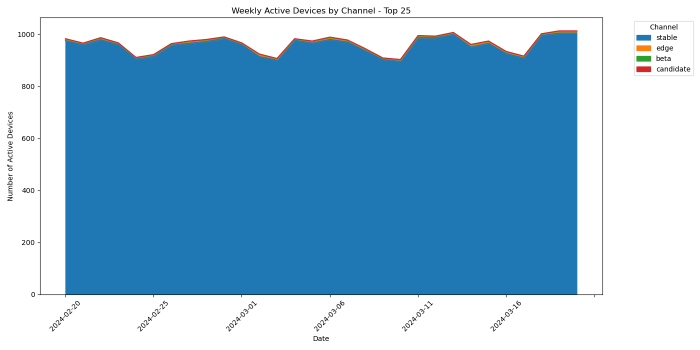 Weekly Active Devices by Channel - Top 25
Number of Active Devices
1000
800
600
400
200
0
2024-02-20
2024-02-25
2024-03-01
2024-03-06
2024-03-11
2024-03-16
Date
Channel
stable
edge
beta
candidate